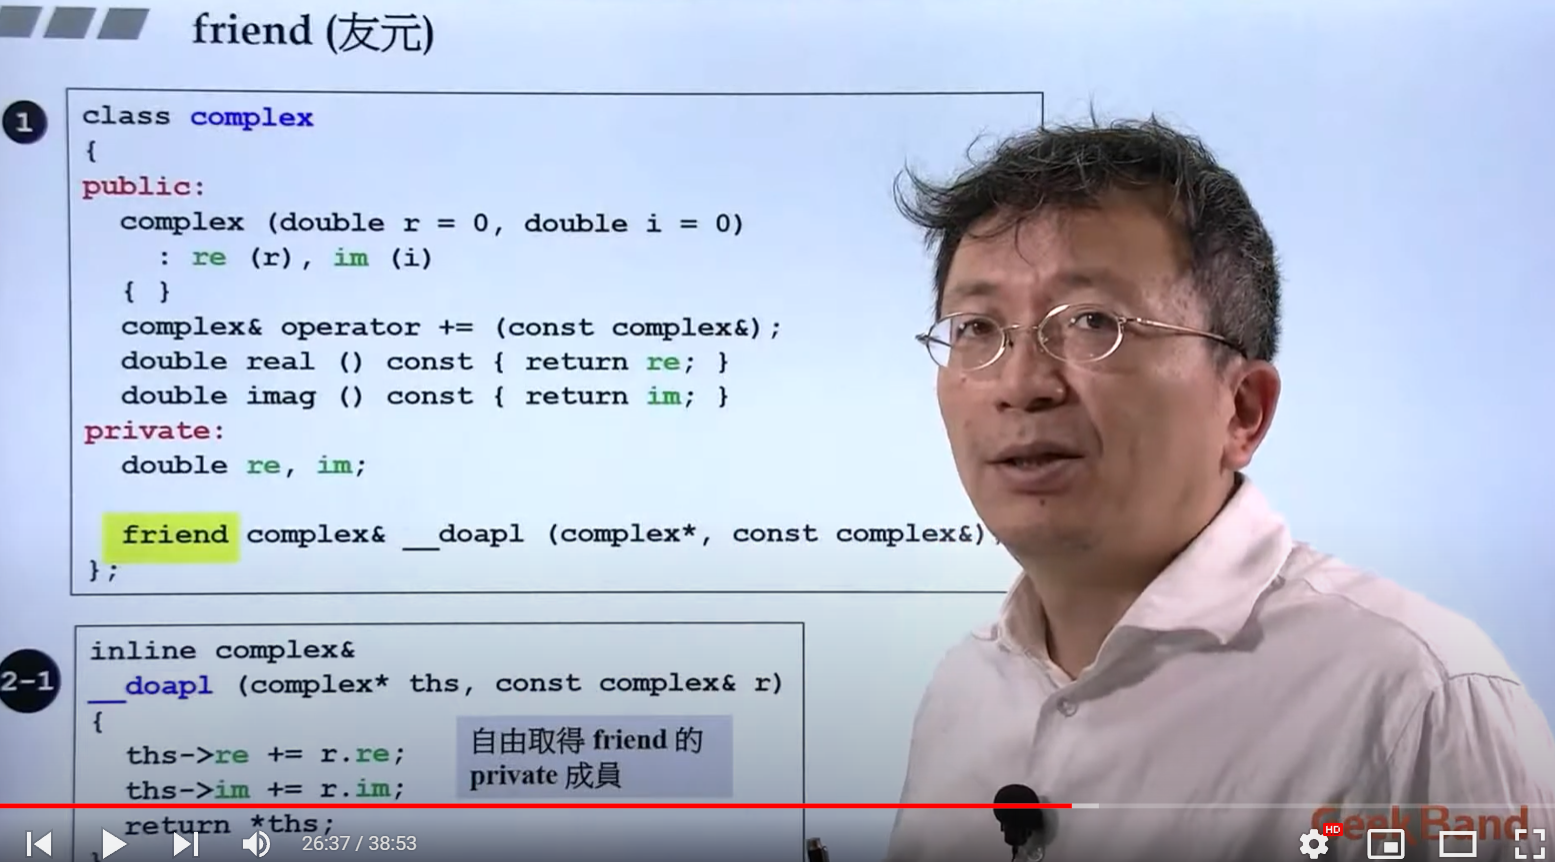 friend (友元)
1
class complex
{
public:
complex (double r = 0, double i = 0)
: re (r), im (i)
{ }
complex& operator += (const complex&);
double real () const { return re; }
double imag () const { return im; }
private:
double re, im;
friend complex& __doapl (complex*, const complex&);
};
2-1
inline complex&
__doapl (complex* ths, const complex& r)
{
ths->re += r.re;
ths->im += r.im;
return *ths;
}
自由取得 friend 的
private 成員
GeekBand
26:37 / 38:53
HD